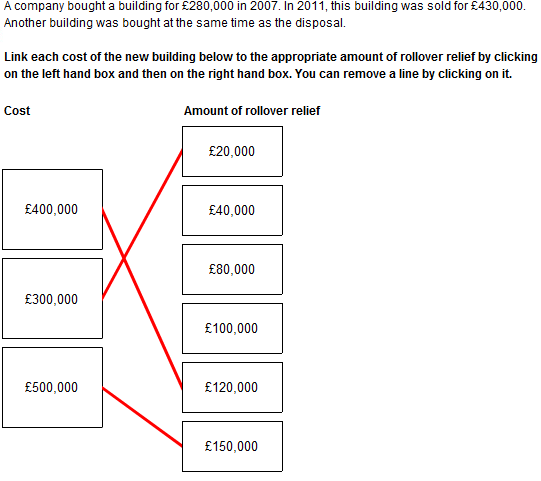 A company bought a building for £280,000 in 2007. In 2011, this building was sold for £430,000.
Another building was bought at the same time as the disposal.
Link each cost of the new building below to the appropriate amount of rollover relief by clicking
on the left hand box and then on the right hand box. You can remove a line by clicking on it.
Cost
Amount of rollover relief
£400,000
£300,000
£500,000
£20,000
£40,000
£80,000
£100,000
£120,000
£150,000